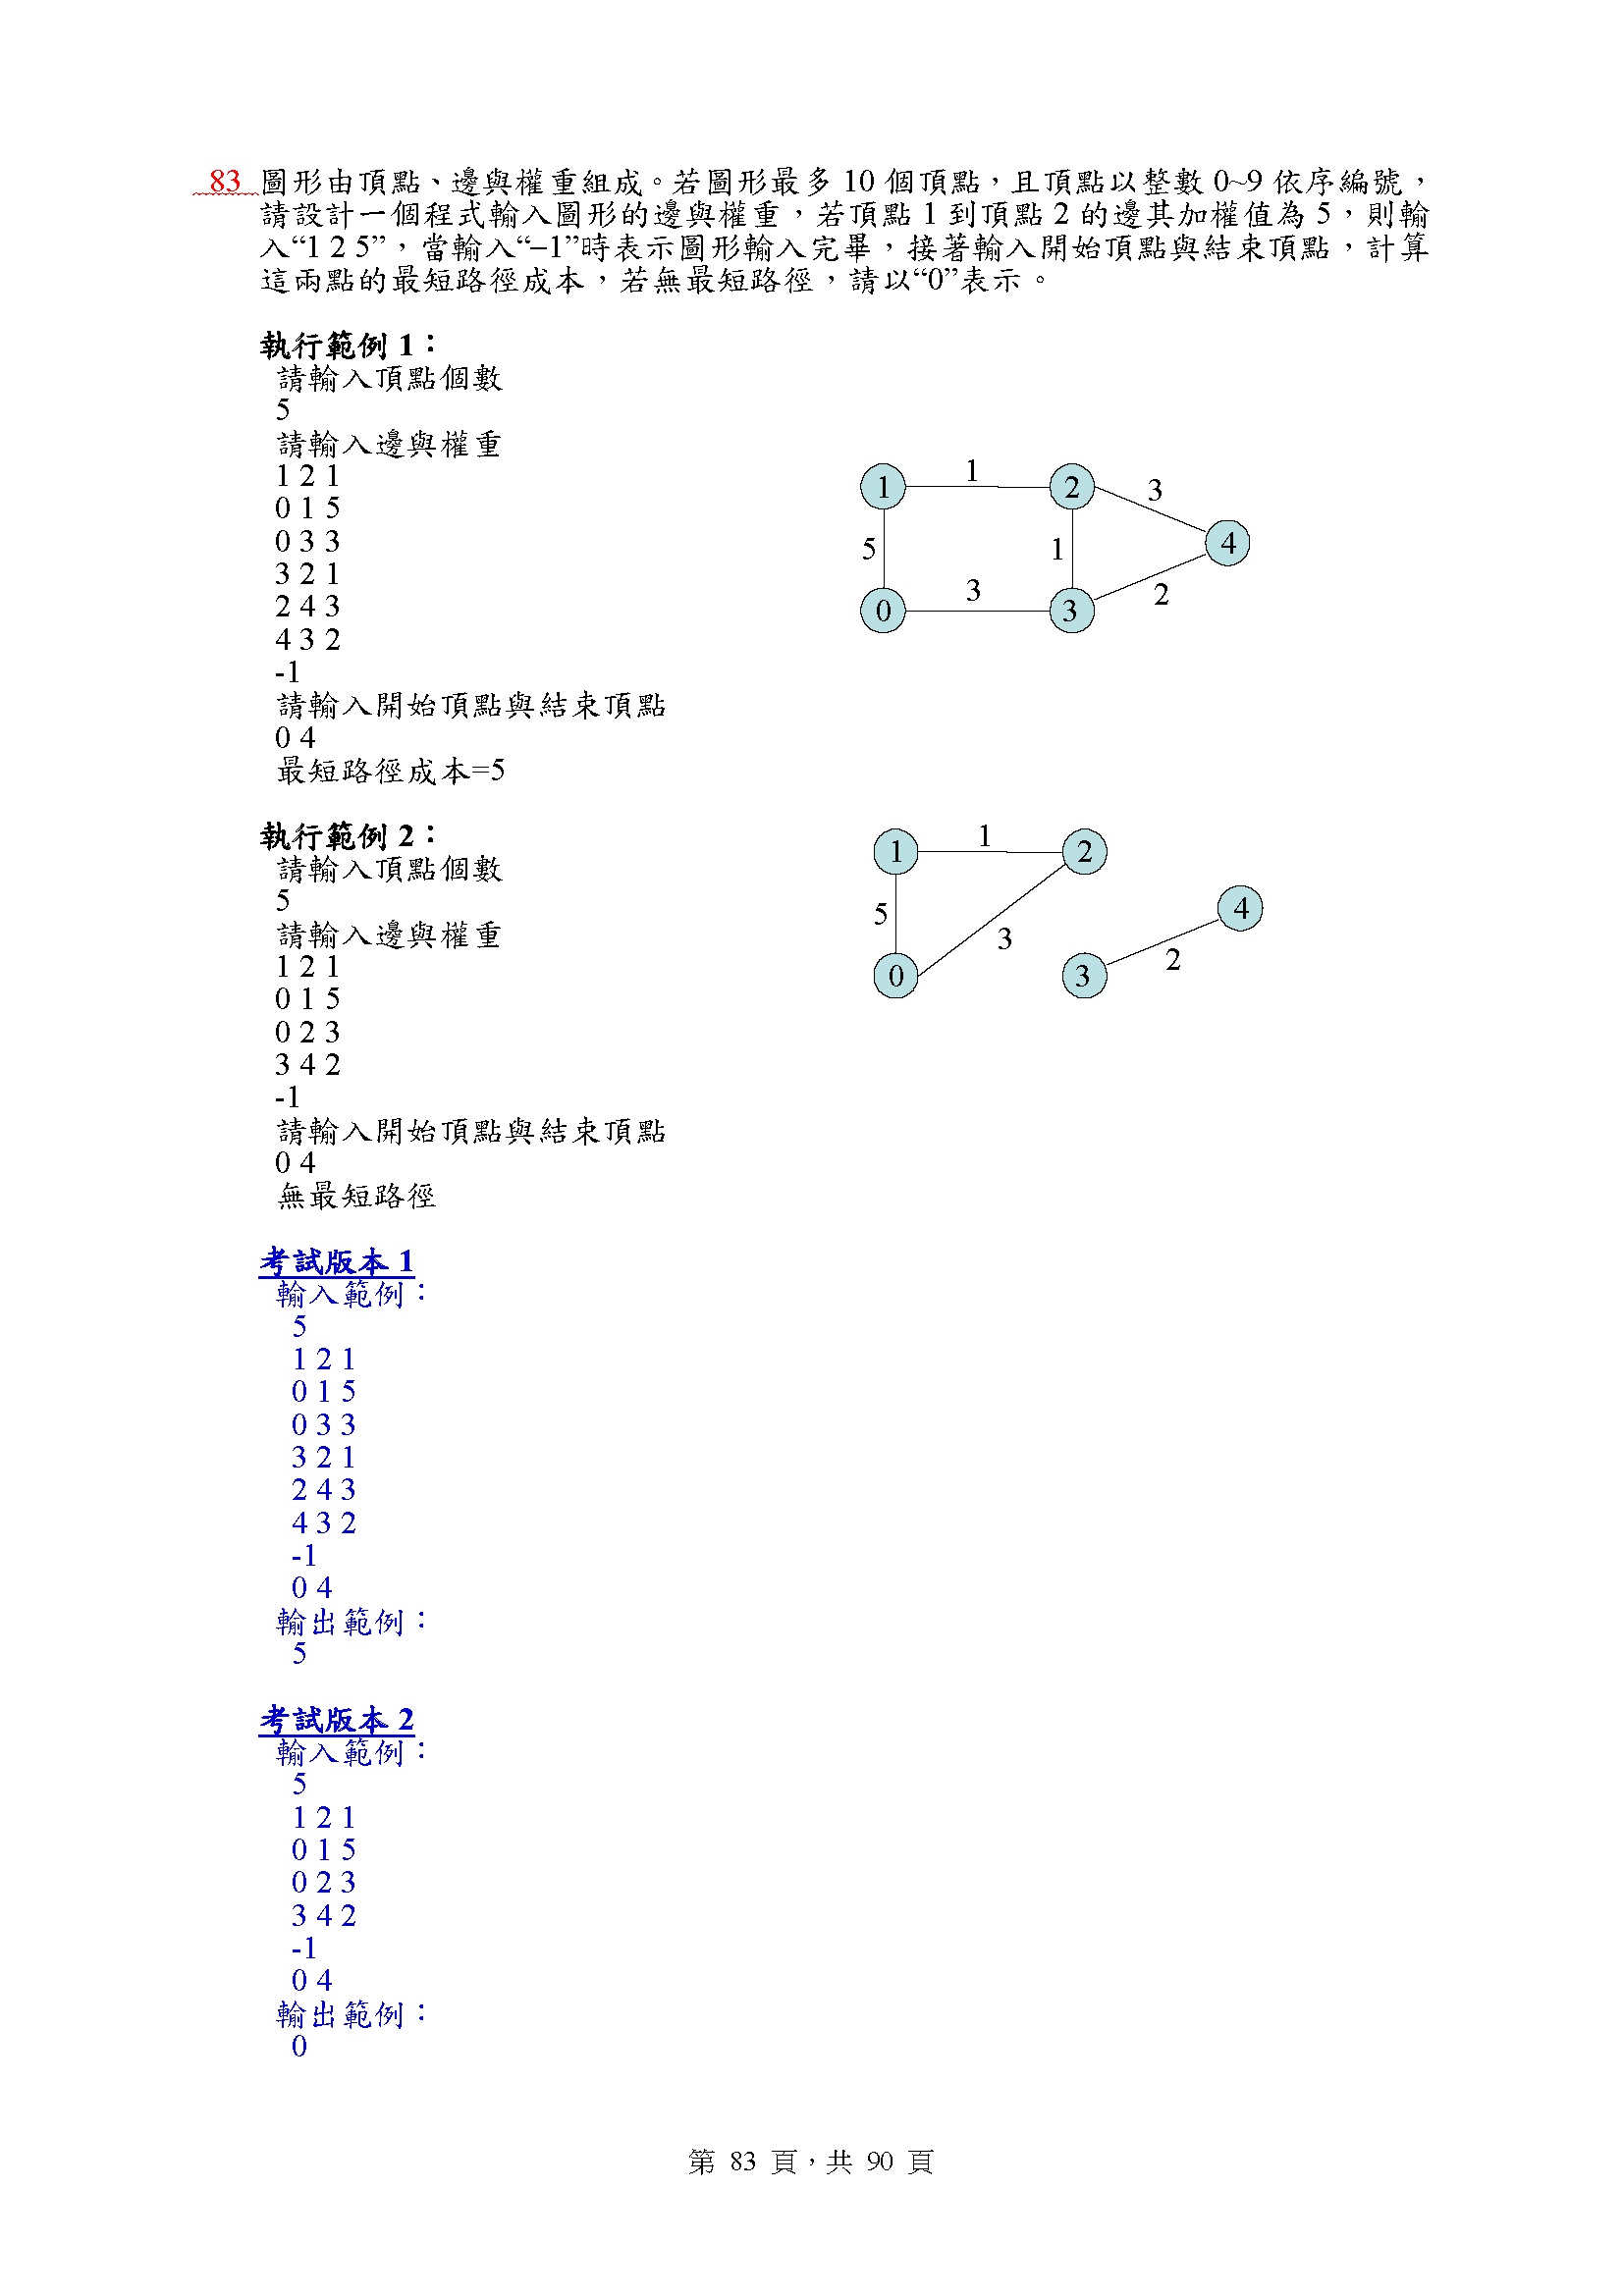 83 圖形由頂點、邊與權重組成。若圖形最多 10 個頂點，且頂點以整數 0~9 依序編號，
請設計一個程式輸入圖形的邊與權重，若頂點 1 到頂點 2 的邊其加權值為 5，則輸
入“1 2 5”，當輸入“–1”時表示圖形輸入完畢，接著輸入開始頂點與結束頂點，計算
這兩點的最短路徑成本，若無最短路徑，請以“0”表示。
執行範例 1：
請輸入頂點個數
5
請輸入邊與權重
1 2 1
0 1 5
0 3 3
3 2 1
2 4 3
4 3 2
-1
請輸入開始頂點與結束頂點
0 4
最短路徑成本=5
1
1 2
3
4
5
1
3
2
0 3
執行範例 2：
請輸入頂點個數
5
請輸入邊與權重
1 2 1
0 1 5
0 2 3
3 4 2
-1
請輸入開始頂點與結束頂點
0 4
無最短路徑
1
1 2
4
5
3
2
0 3
考試版本 1
輸入範例：
5
1 2 1
0 1 5
0 3 3
3 2 1
2 4 3
4 3 2
-1
0 4
輸出範例：
5
考試版本 2
輸入範例：
5
1 2 1
0 1 5
0 2 3
3 4 2
-1
0 4
輸出範例：
0
第 83 頁，共 90 頁